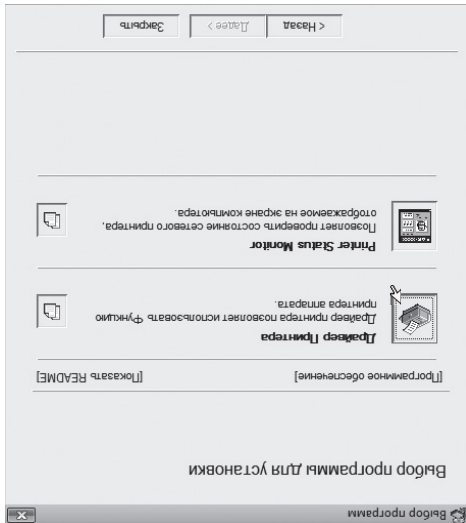 Выбор программ
Выбор программы для установки
[Программное обеспечение] [Показать README]
Драйвер Принтера
Драйвер принтера позволяет использовать Функцию
принтера аппарата.
Printer Status Monitor
Позволяет проверить состояние сетевого принтера,
отображаемое на экране компьютера.
< Назад Далее > Закрыть